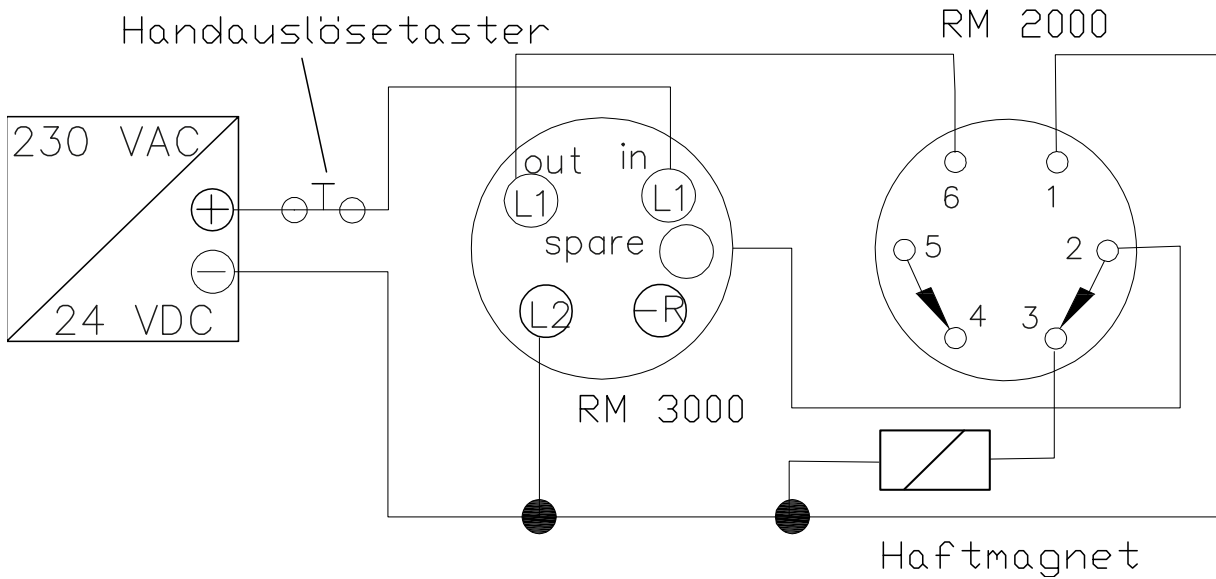 Handauslösetaster
RM 2000
230 VAC
+
−
24 VDC
out in
L1 L1
spare
L2 -R
RM 3000
6 1
5 2
4 3
Haftmagnet